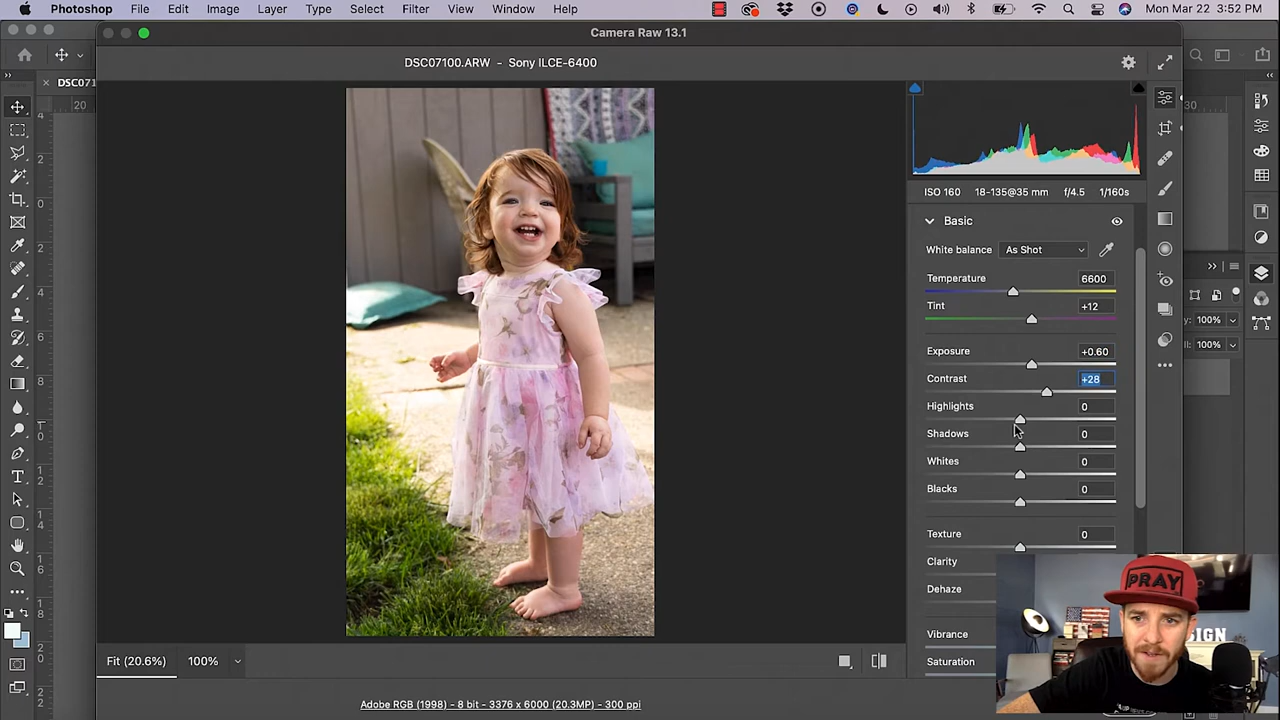 Photoshop File Edit Image Layer Type Select Filter View Window Help Mon Mar 22 3:52 PM
Camera Raw 13.1
DSC07100.ARW - Sony ILCE-6400
DSC071
20
30
ISO 160 18-135@35 mm f/4.5 1/160s
Basic
White balance As Shot
Temperature 6600
Tint +12
Exposure +0.60
Contrast +28
Highlights 0
Shadows 0
Whites 0
Blacks 0
Texture 0
Clarity
Dehaze
Vibrance
Saturation
y: 100%
ll: 100%
PRAY
SIGN
Fit (20.6%) 100%
Adobe RGB (1998) - 8 bit - 3376 x 6000 (20.3MP) - 300 ppi